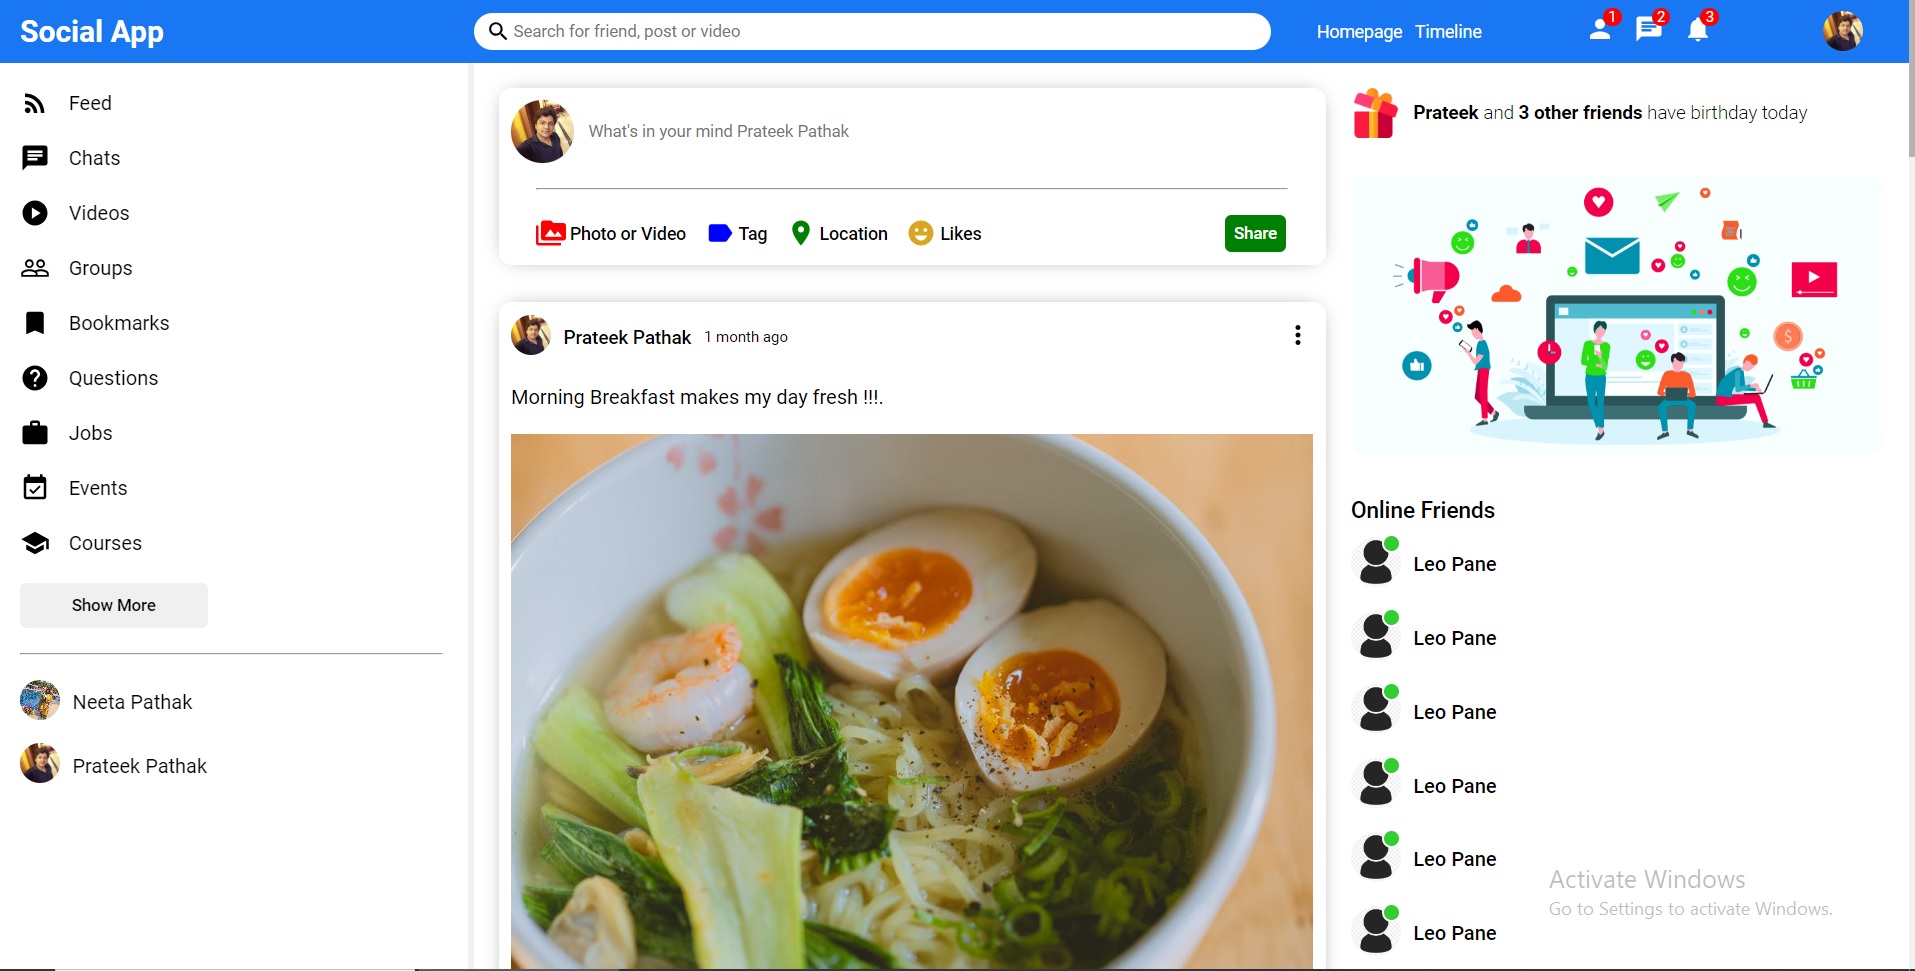 Social App
Search for friend, post or video
Homepage Timeline
1
2
3
Feed
Chats
Videos
Groups
Bookmarks
Questions
Jobs
Events
Courses
Show More
Neeta Pathak
Prateek Pathak
What's in your mind Prateek Pathak
Photo or Video Tag Location Likes Share
Prateek Pathak 1 month ago
Morning Breakfast makes my day fresh !!!.
Prateek and 3 other friends have birthday today
Online Friends
Leo Pane
Leo Pane
Leo Pane
Leo Pane
Leo Pane
Leo Pane
Activate Windows
Go to Settings to activate Windows.